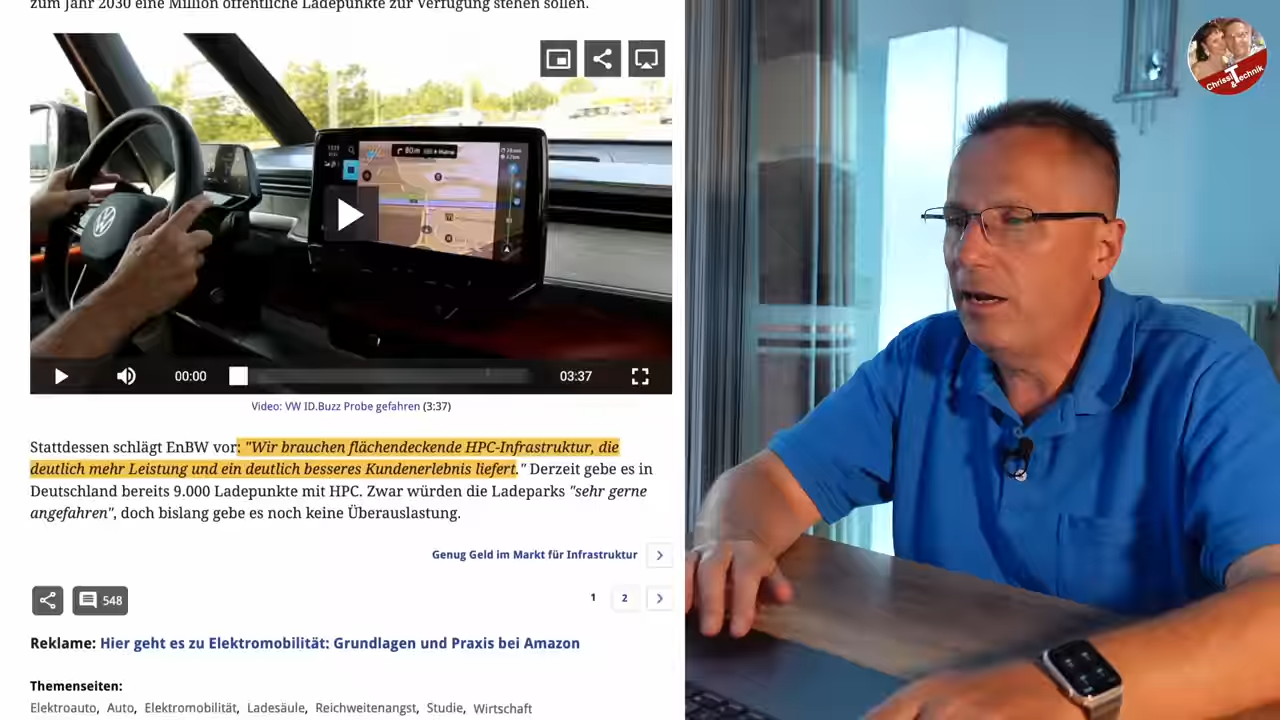 zum Jahr 2030 eine Million öffentliche Ladepunkte zur Verfügung stehen sollen.
Chrissi
T
&technik
80m
00:00
03:37
Video: VW ID.Buzz Probe gefahren (3:37)
Stattdessen schlägt EnBW vor: "Wir brauchen flächendeckende HPC-Infrastruktur, die
deutlich mehr Leistung und ein deutlich besseres Kundenerlebnis liefert." Derzeit gebe es in
Deutschland bereits 9.000 Ladepunkte mit HPC. Zwar würden die Ladeparks "sehr gerne
angefahren", doch bislang gebe es noch keine Überauslastung.
Genug Geld im Markt für Infrastruktur
548
1
2
Reklame: Hier geht es zu Elektromobilität: Grundlagen und Praxis bei Amazon
Themenseiten:
Elektroauto, Auto, Elektromobilität, Ladesäule, Reichweitenangst, Studie, Wirtschaft